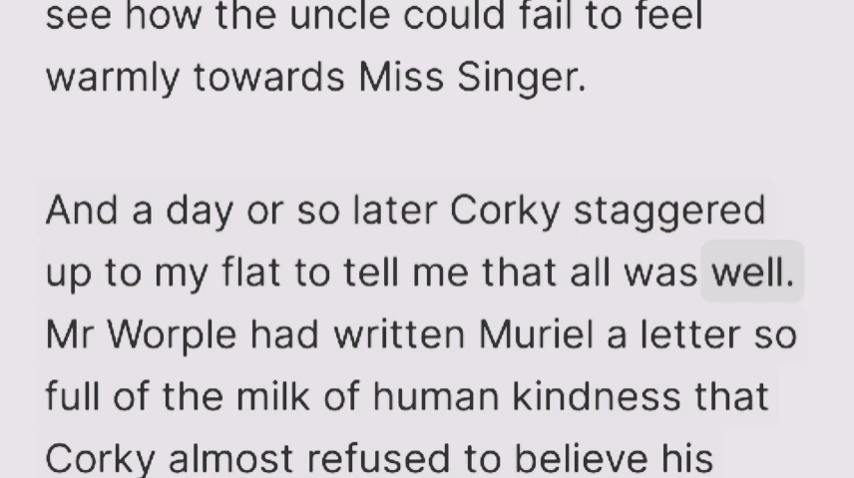 see how the uncle could fail to feel
warmly towards Miss Singer.
And a day or so later Corky staggered
up to my flat to tell me that all was well.
Mr Worple had written Muriel a letter so
full of the milk of human kindness that
Corky almost refused to believe his